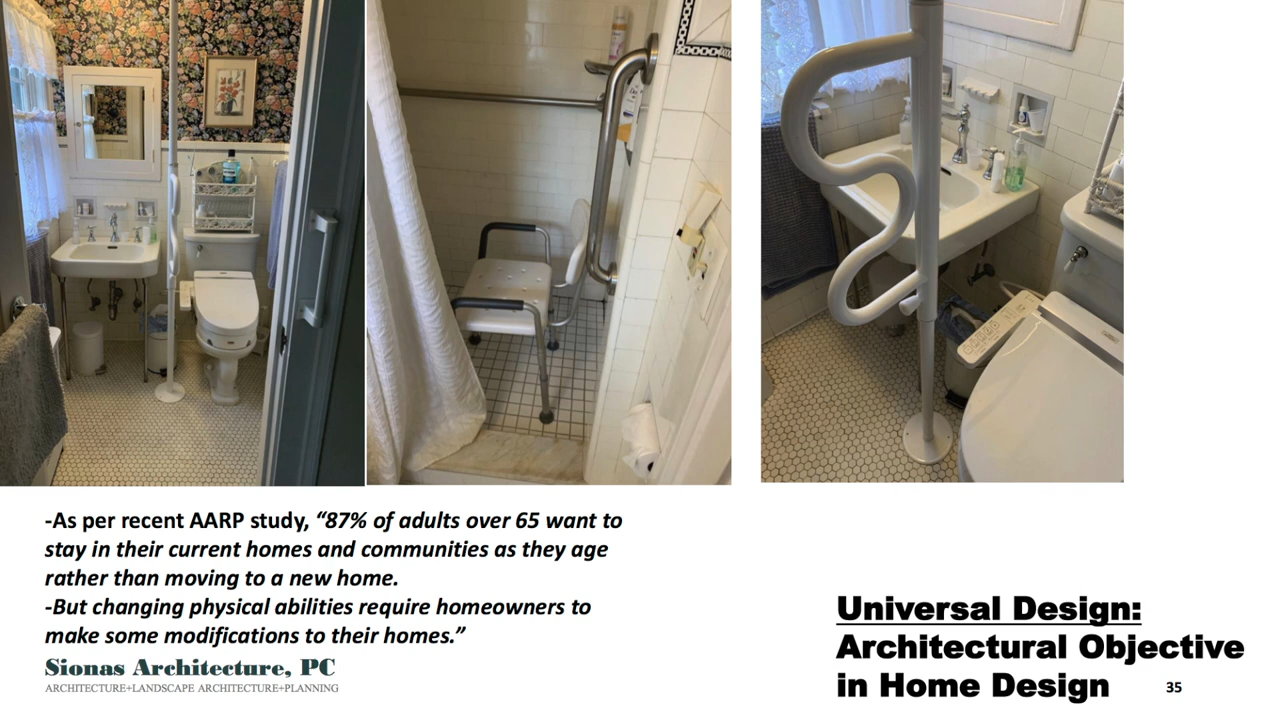 -As per recent AARP study, “87% of adults over 65 want to
stay in their current homes and communities as they age
rather than moving to a new home.
-But changing physical abilities require homeowners to
make some modifications to their homes.”
Sionas Architecture, PC
ARCHITECTURE+LANDSCAPE ARCHITECTURE+PLANNING
Universal Design:
Architectural Objective
in Home Design
35